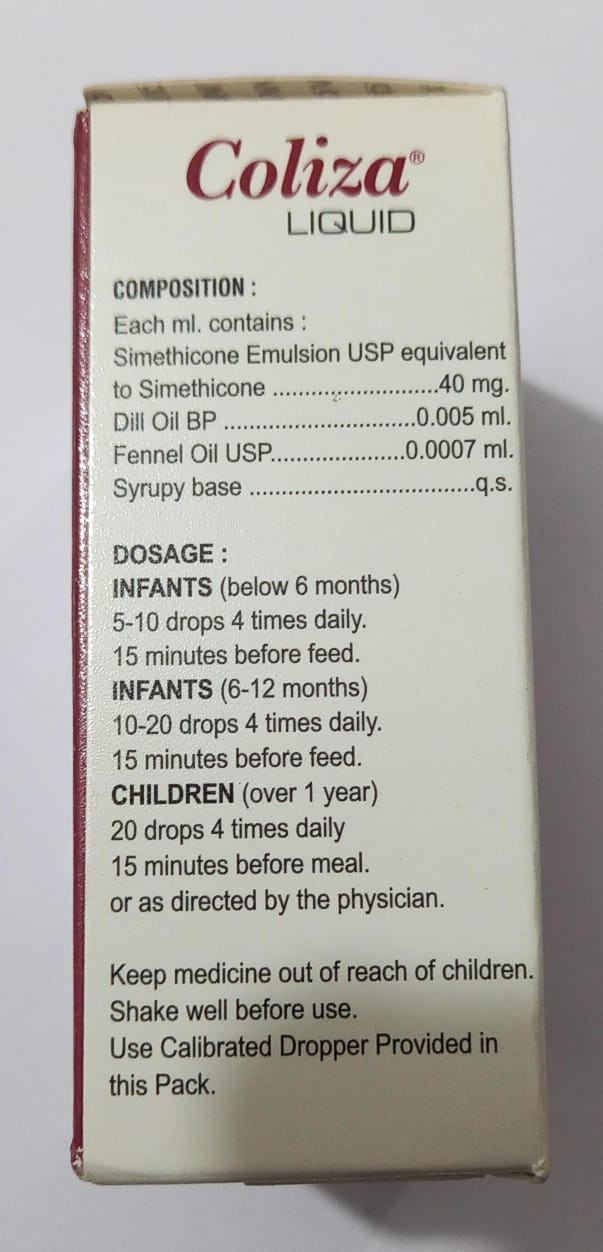 Coliza®
LIQUID
COMPOSITION :
Each ml. contains :
Simethicone Emulsion USP equivalent
to Simethicone ..........................40 mg.
Dill Oil BP .............................0.005 ml.
Fennel Oil USP.....................0.0007 ml.
Syrupy base ..................................q.s.
DOSAGE :
INFANTS (below 6 months)
5-10 drops 4 times daily.
15 minutes before feed.
INFANTS (6-12 months)
10-20 drops 4 times daily.
15 minutes before feed.
CHILDREN (over 1 year)
20 drops 4 times daily
15 minutes before meal.
or as directed by the physician.
Keep medicine out of reach of children.
Shake well before use.
Use Calibrated Dropper Provided in
this Pack.